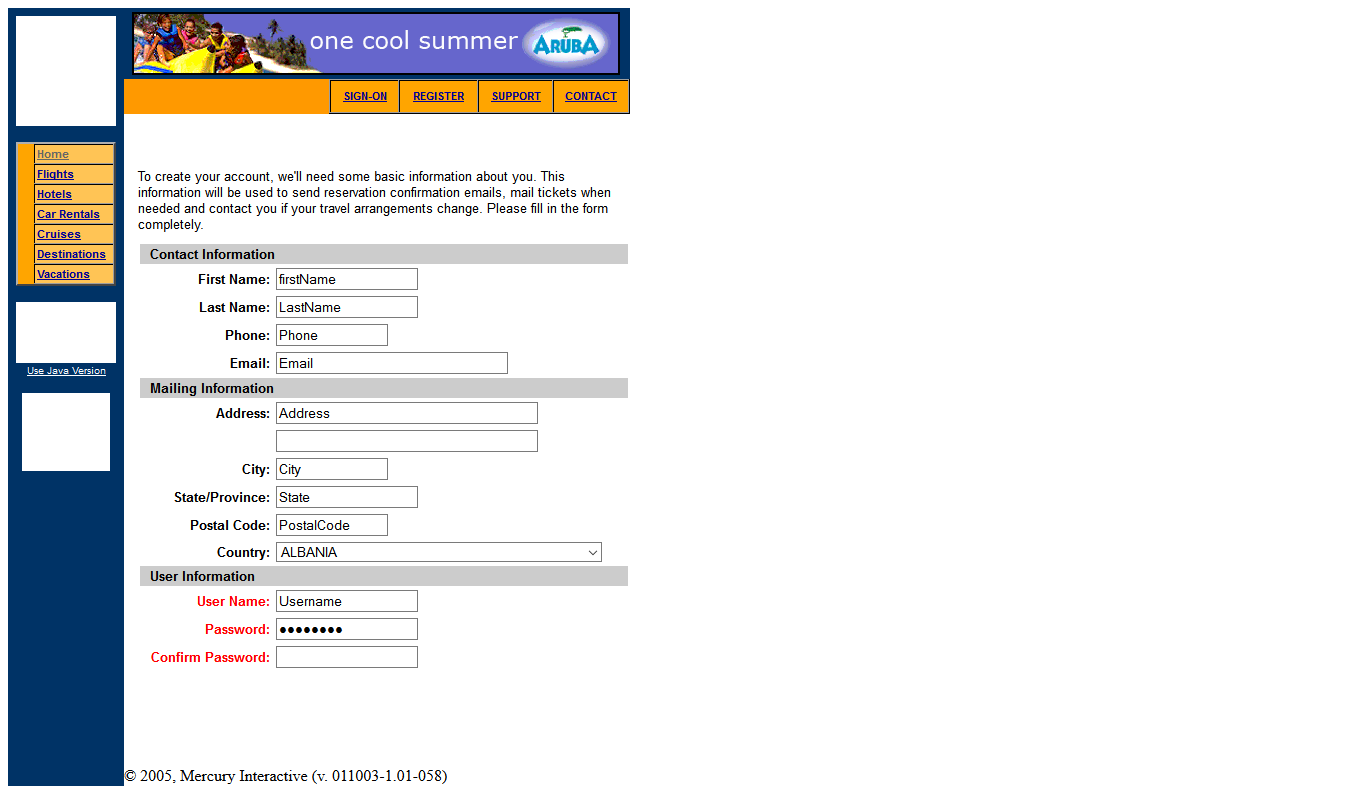 one cool summer ARUBA
SIGN-ON REGISTER SUPPORT CONTACT
Home
Flights
Hotels
Car Rentals
Cruises
Destinations
Vacations
Use Java Version
To create your account, we'll need some basic information about you. This
information will be used to send reservation confirmation emails, mail tickets when
needed and contact you if your travel arrangements change. Please fill in the form
completely.
Contact Information
First Name: firstName
Last Name: LastName
Phone: Phone
Email: Email
Mailing Information
Address: Address
City: City
State/Province: State
Postal Code: PostalCode
Country: ALBANIA
User Information
User Name: Username
Password: ●●●●●●●●
Confirm Password:
© 2005, Mercury Interactive (v. 011003-1.01-058)